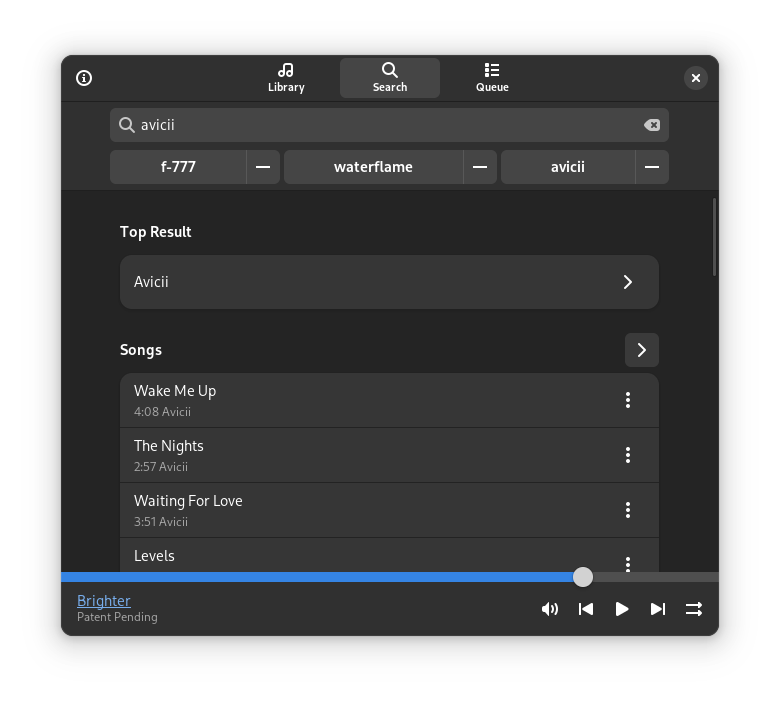 Library
Search
Queue
avicii
f-777
waterflame
avicii
Top Result
Avicii
Songs
Wake Me Up
4:08 Avicii
The Nights
2:57 Avicii
Waiting For Love
3:51 Avicii
Levels
Brighter
Patent Pending